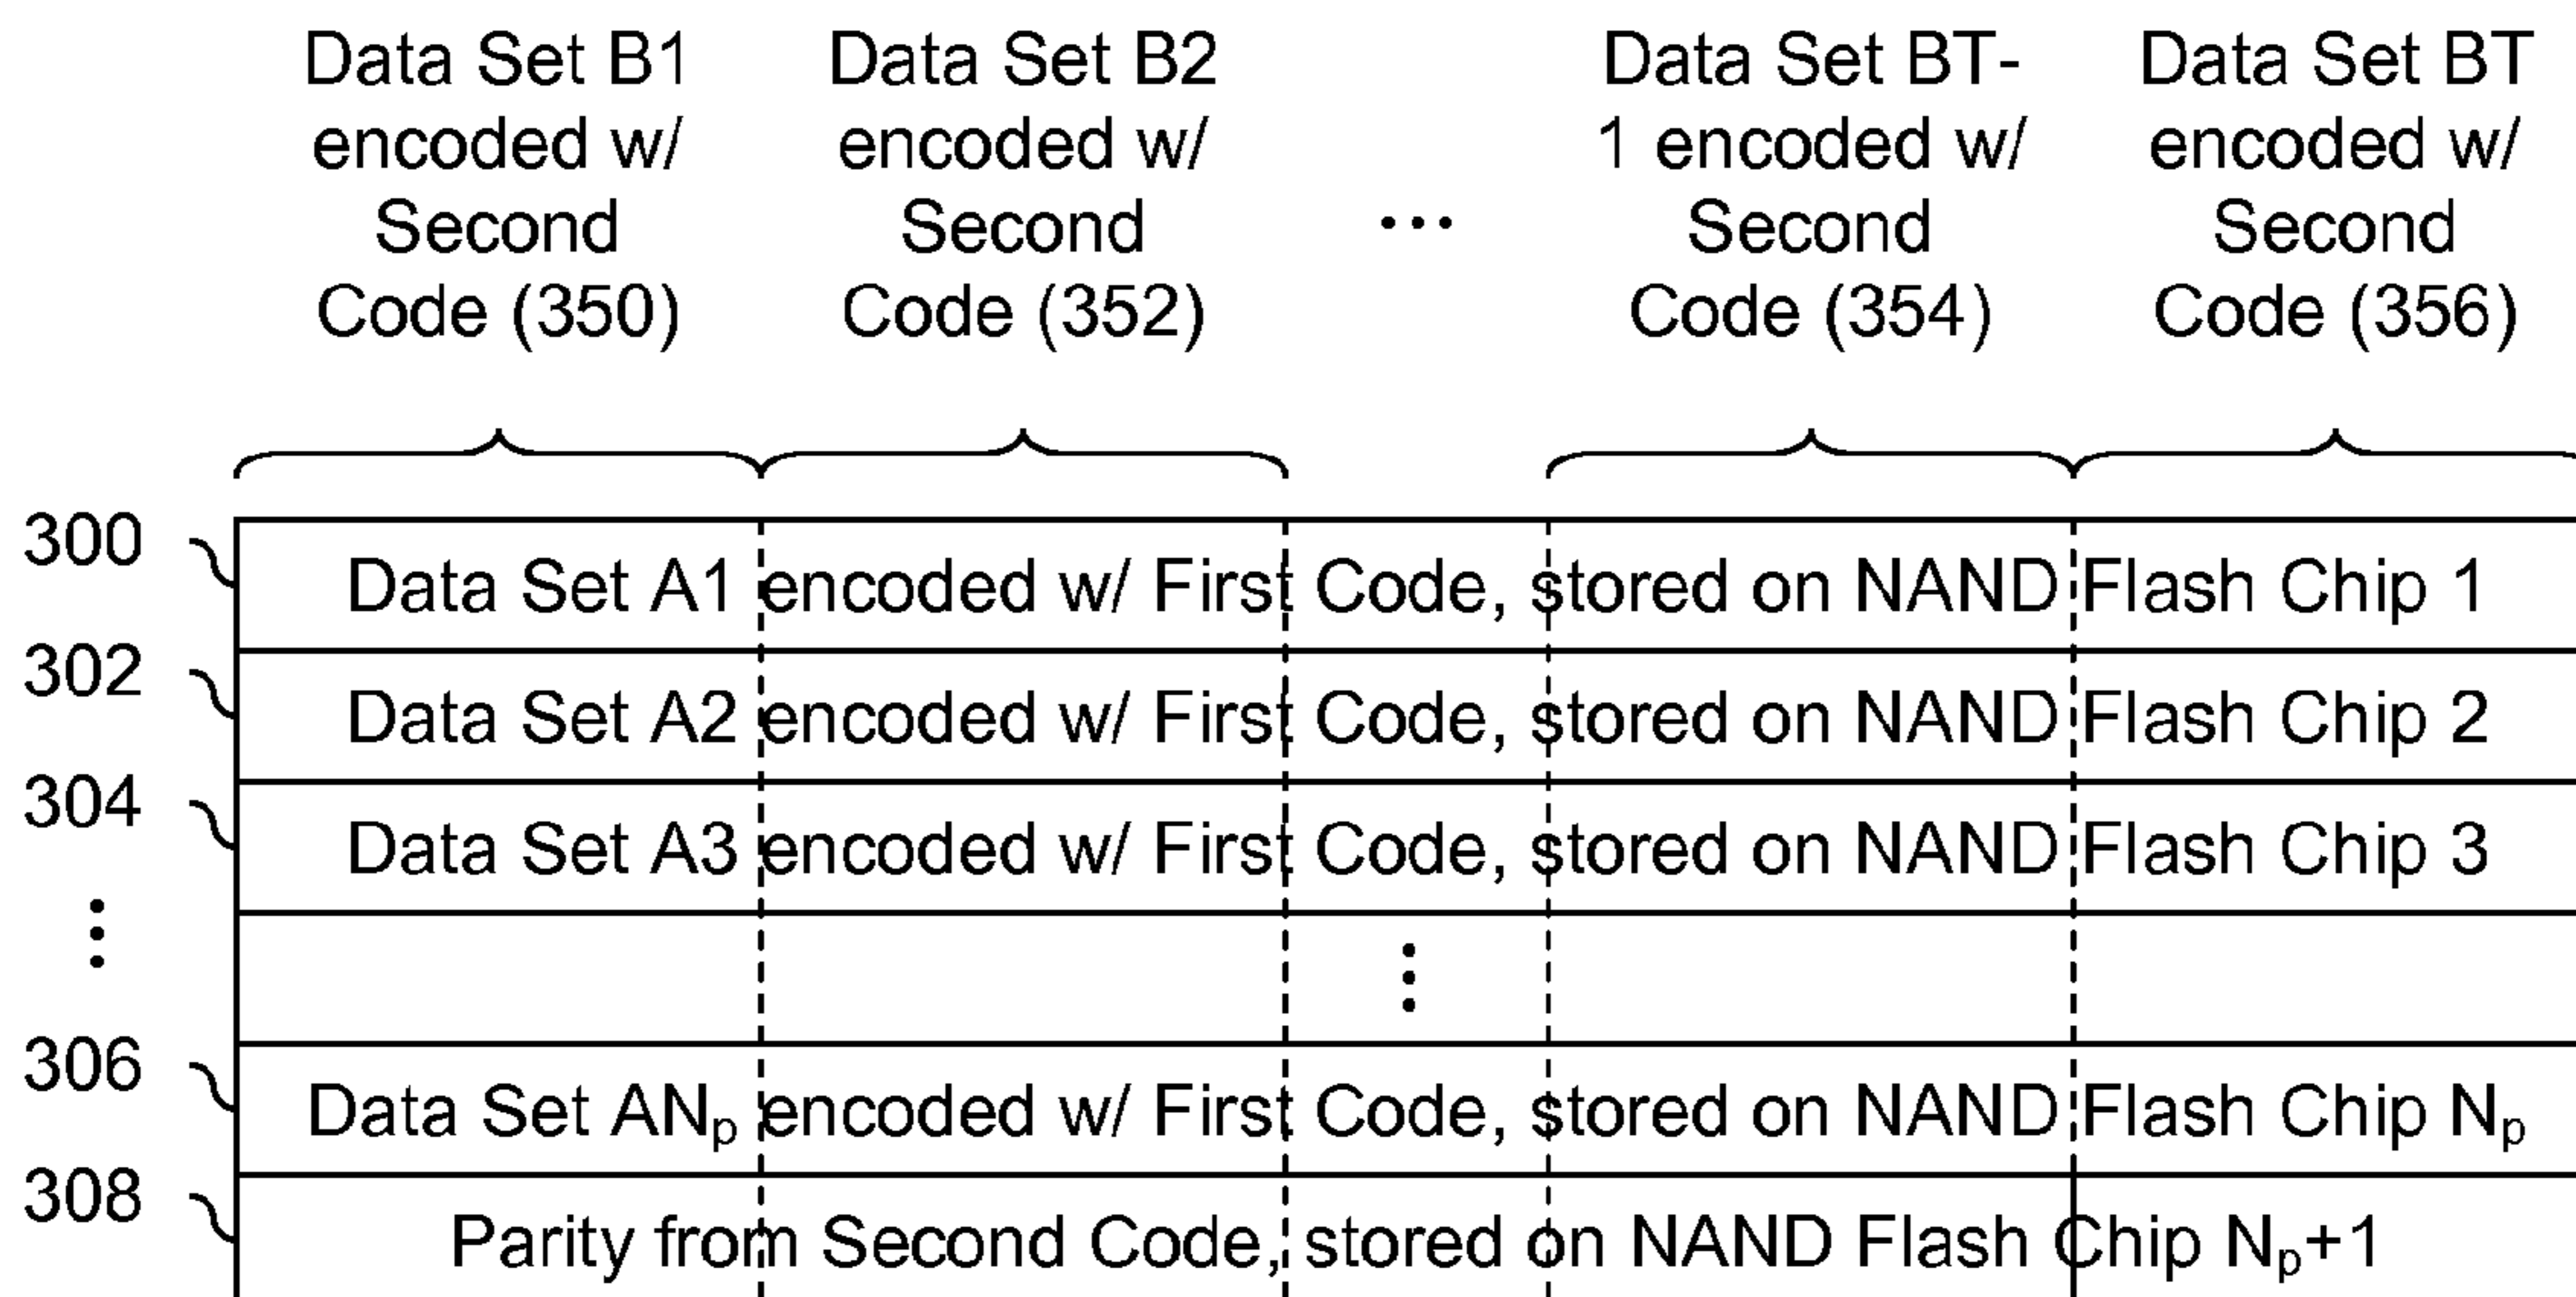 Data Set B1
encoded w/
Second
Code (350)
Data Set B2
encoded w/
Second
Code (352)
...
Data Set BT-
1 encoded w/
Second
Code (354)
Data Set BT
encoded w/
Second
Code (356)
300
Data Set A1 encoded w/ First Code, stored on NAND Flash Chip 1
302
Data Set A2 encoded w/ First Code, stored on NAND Flash Chip 2
304
Data Set A3 encoded w/ First Code, stored on NAND Flash Chip 3
306
Data Set ANₚ encoded w/ First Code, stored on NAND Flash Chip Nₚ
308
Parity from Second Code, stored on NAND Flash Chip Nₚ+1